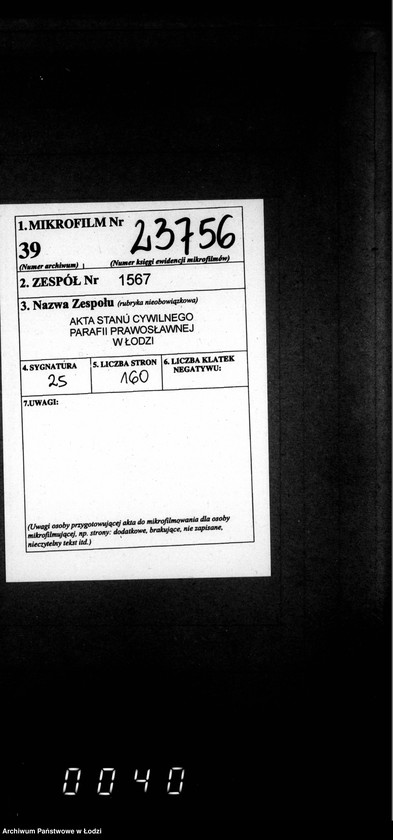 1. MIKROFILM Nr 23756
39
(Numer archiwum) (Numer księgi ewidencji mikrofilmów)
2. ZESPÓŁ Nr 1567
3. Nazwa Zespołu (rubryka nieobowiązkowa)
AKTA STANU CYWILNEGO
PARAFII PRAWOSŁAWNEJ
W ŁODZI
4. SYGNATURA
25
5. LICZBA STRON
160
6. LICZBA KLATEK
NEGATYWU:
7.UWAGI:
(Uwagi osoby przygotowującej akta do mikrofilmowania dla osoby
mikrofilmującej, np. strony: dodatkowe, brakujące, nie zapisane,
nieczytelny tekst itd.)
0040
Archiwum Państwowe w Łodzi